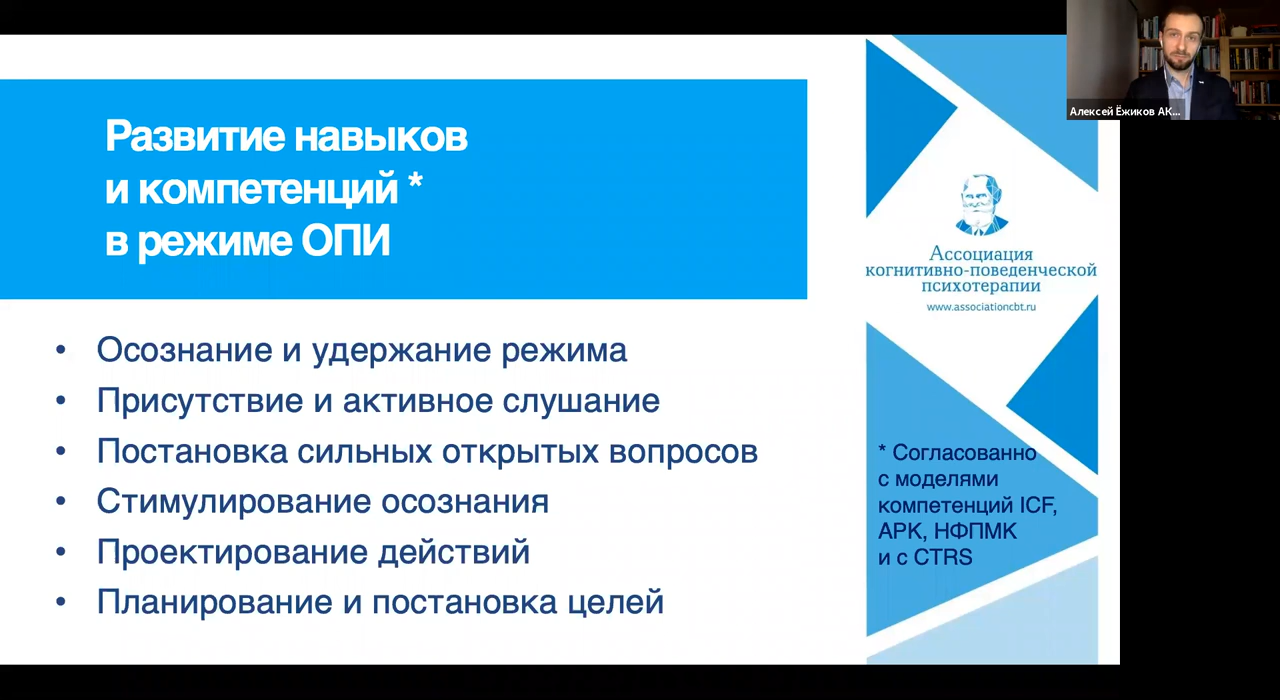 Развитие навыков
и компетенций *
в режиме ОПИ
• Осознание и удержание режима
• Присутствие и активное слушание
• Постановка сильных открытых вопросов
• Стимулирование осознания
• Проектирование действий
• Планирование и постановка целей
Ассоциация
когнитивно-поведенческой
психотерапии
www.associationcbt.ru
* Согласованно
с моделями
компетенций ICF,
АРК, НФПМК
и с CTRS
Алексей Ёжиков АК...